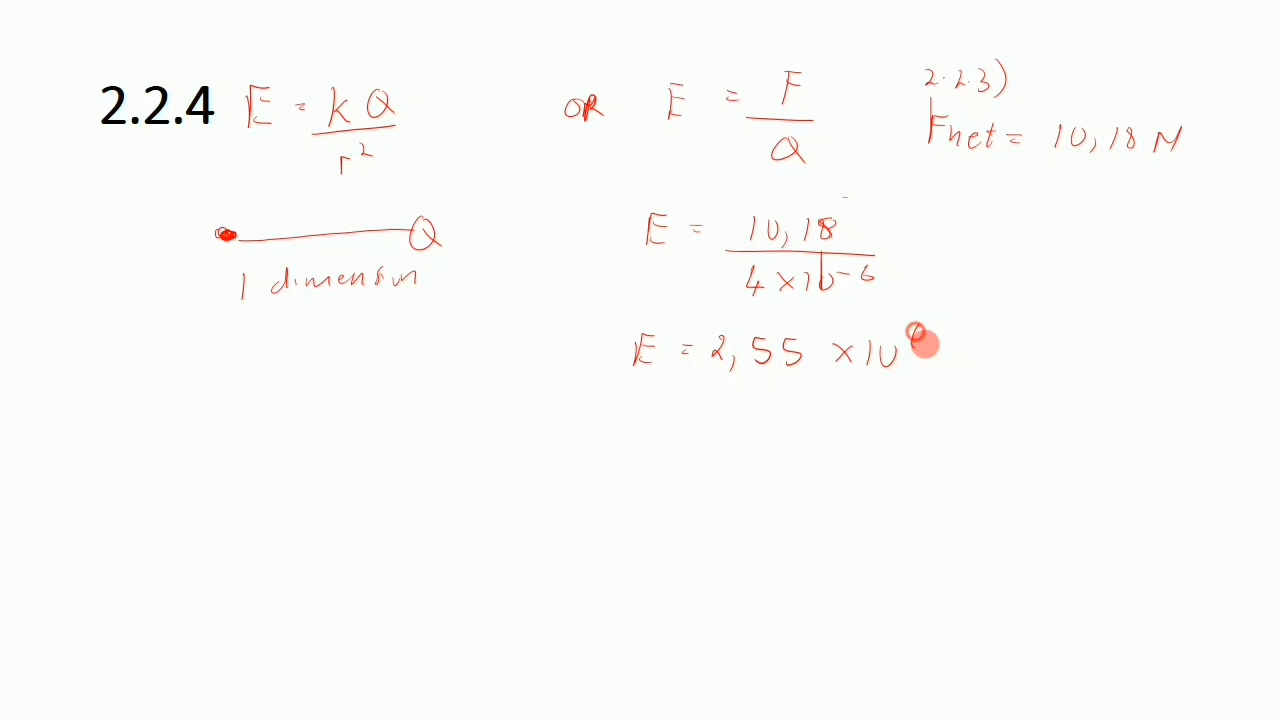 2.2.4 E = kQ / r² OR E = F / Q
2.2.3)
Fnet = 10,18 N
Q
1 dimension
E = 10,18 / 4 × 10⁻⁶
E = 2,55 × 10